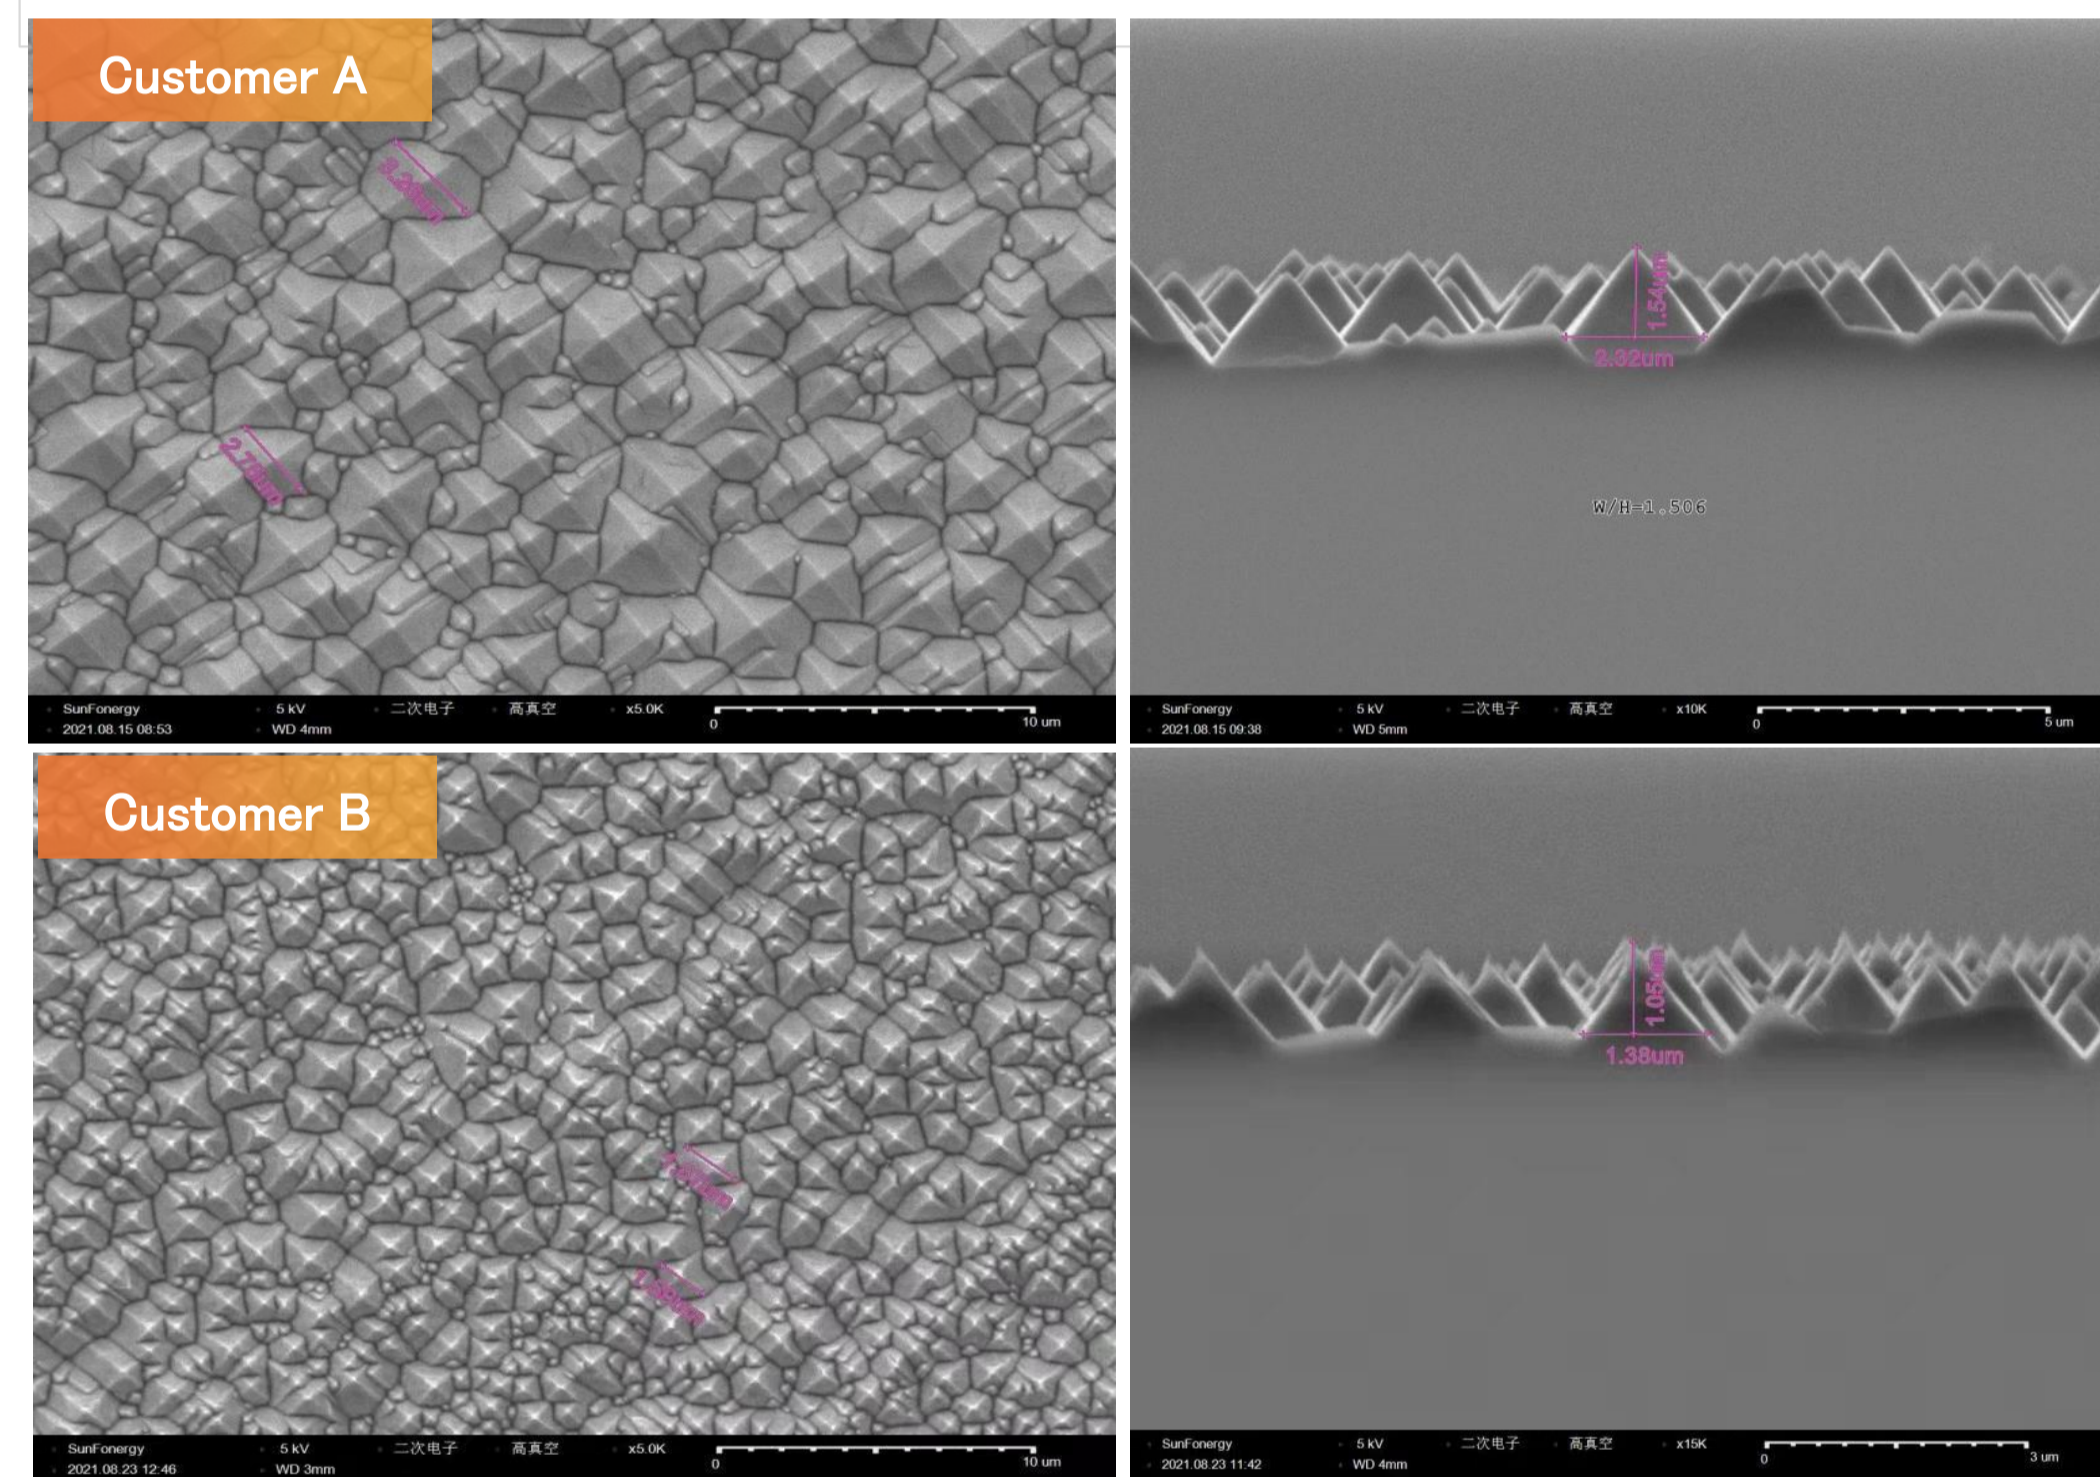 Customer A
2.78um
SunFonergy 5 kV 二次电子 高真空 x5.0K
2021.08.15 08:53 WD 4mm 0 10 um
1.54um
2.32um
W/H=1.506
SunFonergy 5 kV 二次电子 高真空 x10K
2021.08.15 09:38 WD 5mm 0 5 um
Customer B
SunFonergy 5 kV 二次电子 高真空 x5.0K
2021.08.23 12:46 WD 3mm 0 10 um
1.05um
1.38um
SunFonergy 5 kV 二次电子 高真空 x15K
2021.08.23 11:42 WD 4mm 0 3 um